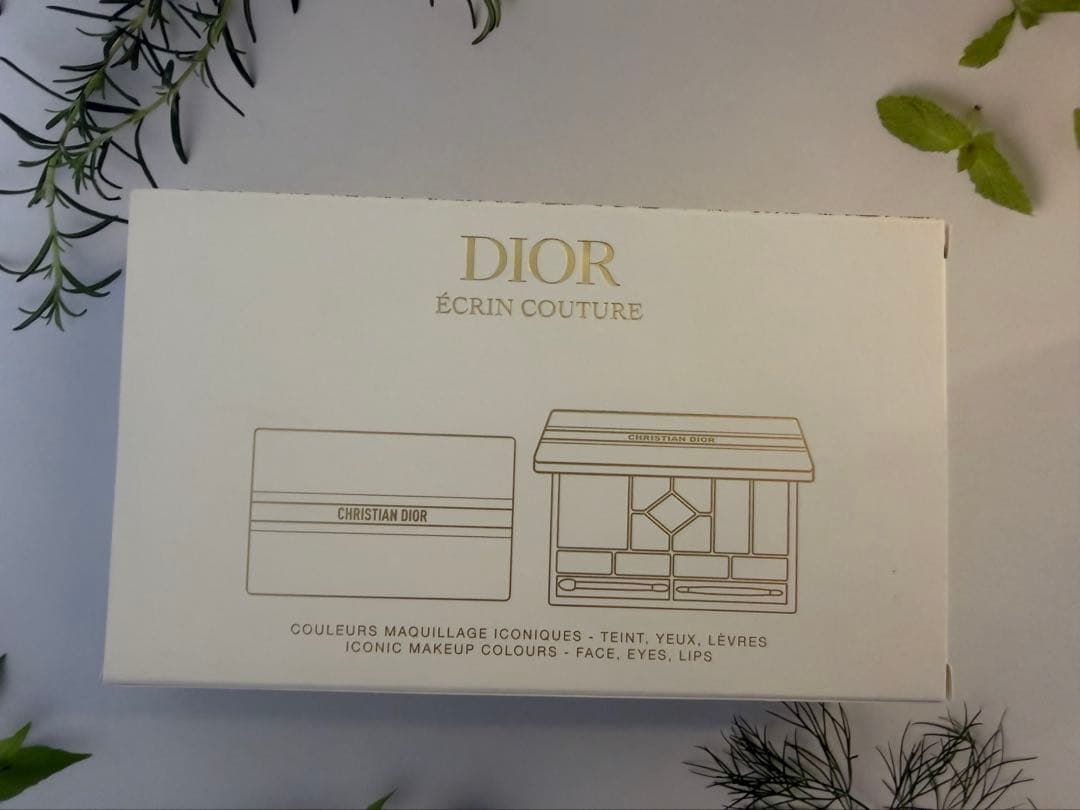 DIOR
ÉCRIN COUTURE
CHRISTIAN DIOR
CHRISTIAN DIOR
COULEURS MAQUILLAGE ICONIQUES - TEINT, YEUX, LÈVRES
ICONIC MAKEUP COLOURS - FACE, EYES, LIPS